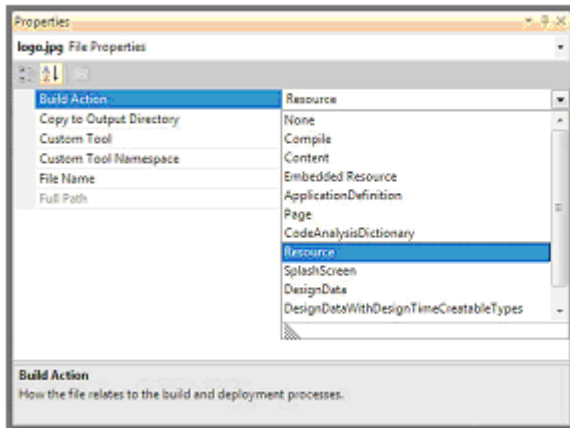 Properties
logo.jpg File Properties
Build Action Resource
Copy to Output Directory None
Custom Tool Compile
Custom Tool Namespace Content
File Name Embedded Resource
Full Path ApplicationDefinition
Page
CodeAnalysisDictionary
Resource
SplashScreen
DesignData
DesignDataWithDesignTimeCreatableTypes
Build Action
How the file relates to the build and deployment processes.